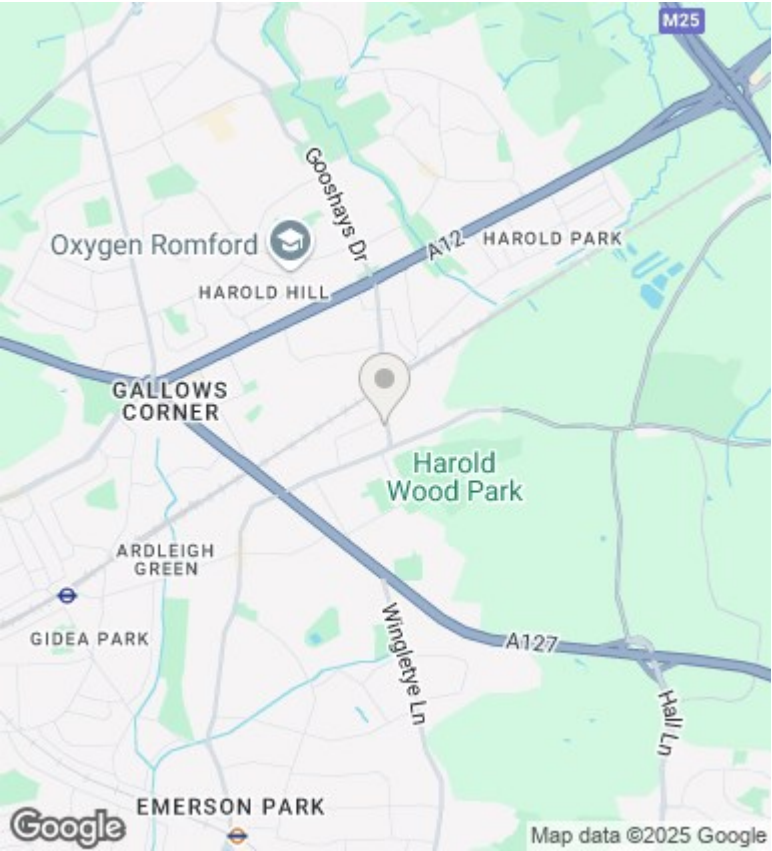 M25
Gooshays Dr
Oxygen Romford
A12
HAROLD PARK
HAROLD HILL
GALLOWS
CORNER
Harold
Wood Park
ARDLEIGH
GREEN
GIDEA PARK
Wingletye Ln
A127
Hall Ln
EMERSON PARK
Google
Map data ©2025 Google